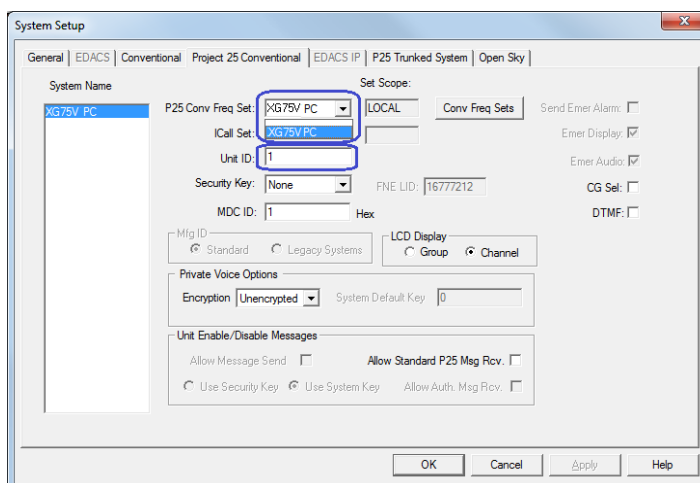 System Setup
General EDACS Conventional Project 25 Conventional EDACS IP P25 Trunked System Open Sky
System Name
Set Scope:
XG75V PC
P25 Conv Freq Set: XG75V PC LOCAL Conv Freq Sets Send Emer Alarm:
ICall Set: XG75V PC Emer Display:
Unit ID: 1 Emer Audio:
Security Key: None FNE LID: 16777212 CG Sel:
MDC ID: 1 Hex DTMF:
Mfg ID
Standard Legacy Systems
LCD Display
Group Channel
Private Voice Options
Encryption Unencrypted System Default Key 0
Unit Enable/Disable Messages
Allow Message Send Allow Standard P25 Msg Rcv.
Use Security Key Use System Key Allow Auth. Msg Rcv.
OK Cancel Apply Help